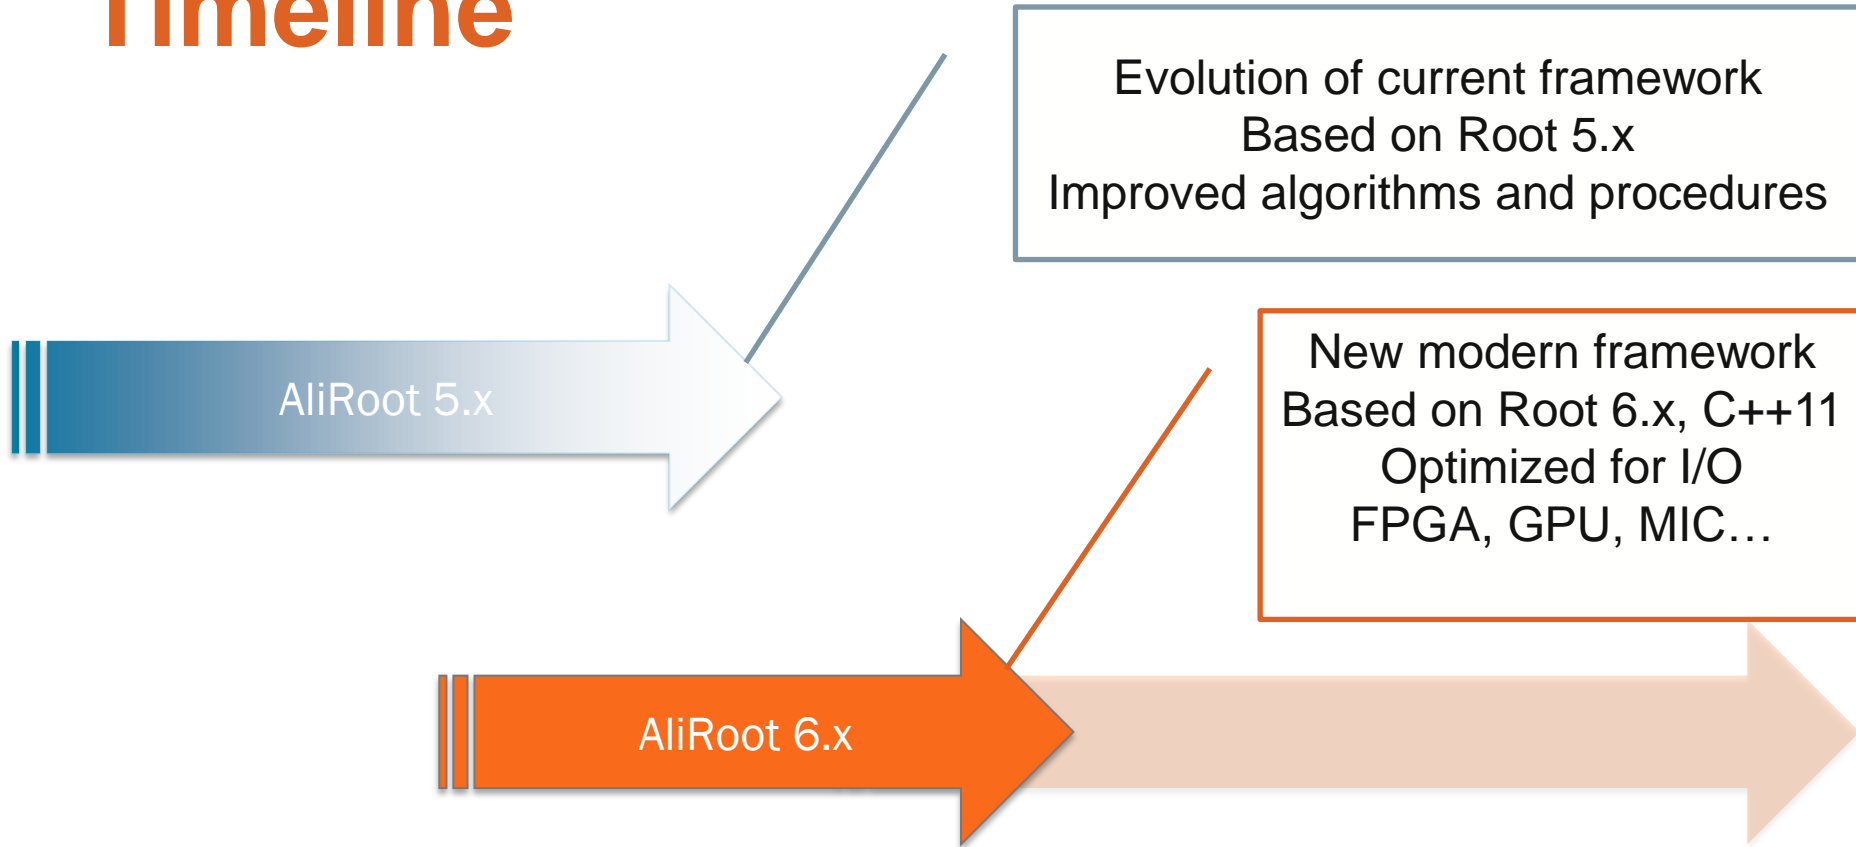 Timeline
Evolution of current framework
Based on Root 5.x
Improved algorithms and procedures
AliRoot 5.x
New modern framework
Based on Root 6.x, C++11
Optimized for I/O
FPGA, GPU, MIC…
AliRoot 6.x